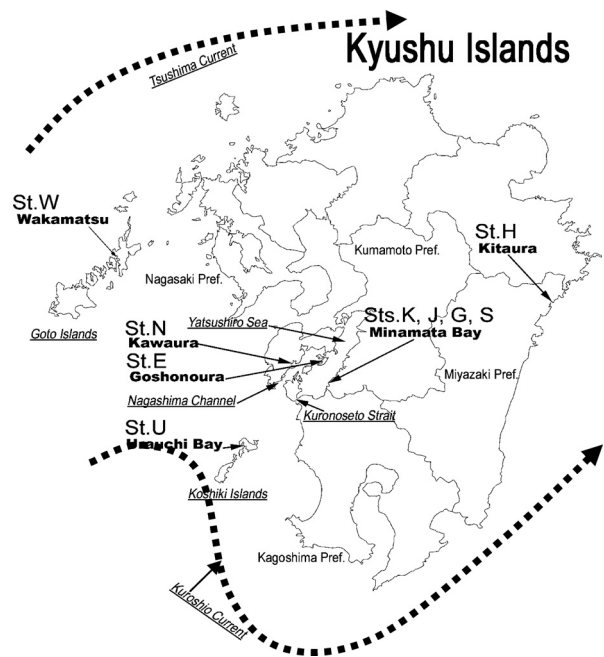 Kyushu Islands
Tsushima Current
St.W
Wakamatsu
St.H
Kitaura
Kumamoto Pref.
Nagasaki Pref.
Goto Islands
Yatsushiro Sea
Sts.K, J, G, S
Minamata Bay
St.N
Kawaura
St.E
Goshonoura
Miyazaki Pref.
Nagashima Channel
Kuronoseto Strait
St.U
Urauchi Bay
Koshiki Islands
Kagoshima Pref.
Kuroshio Current